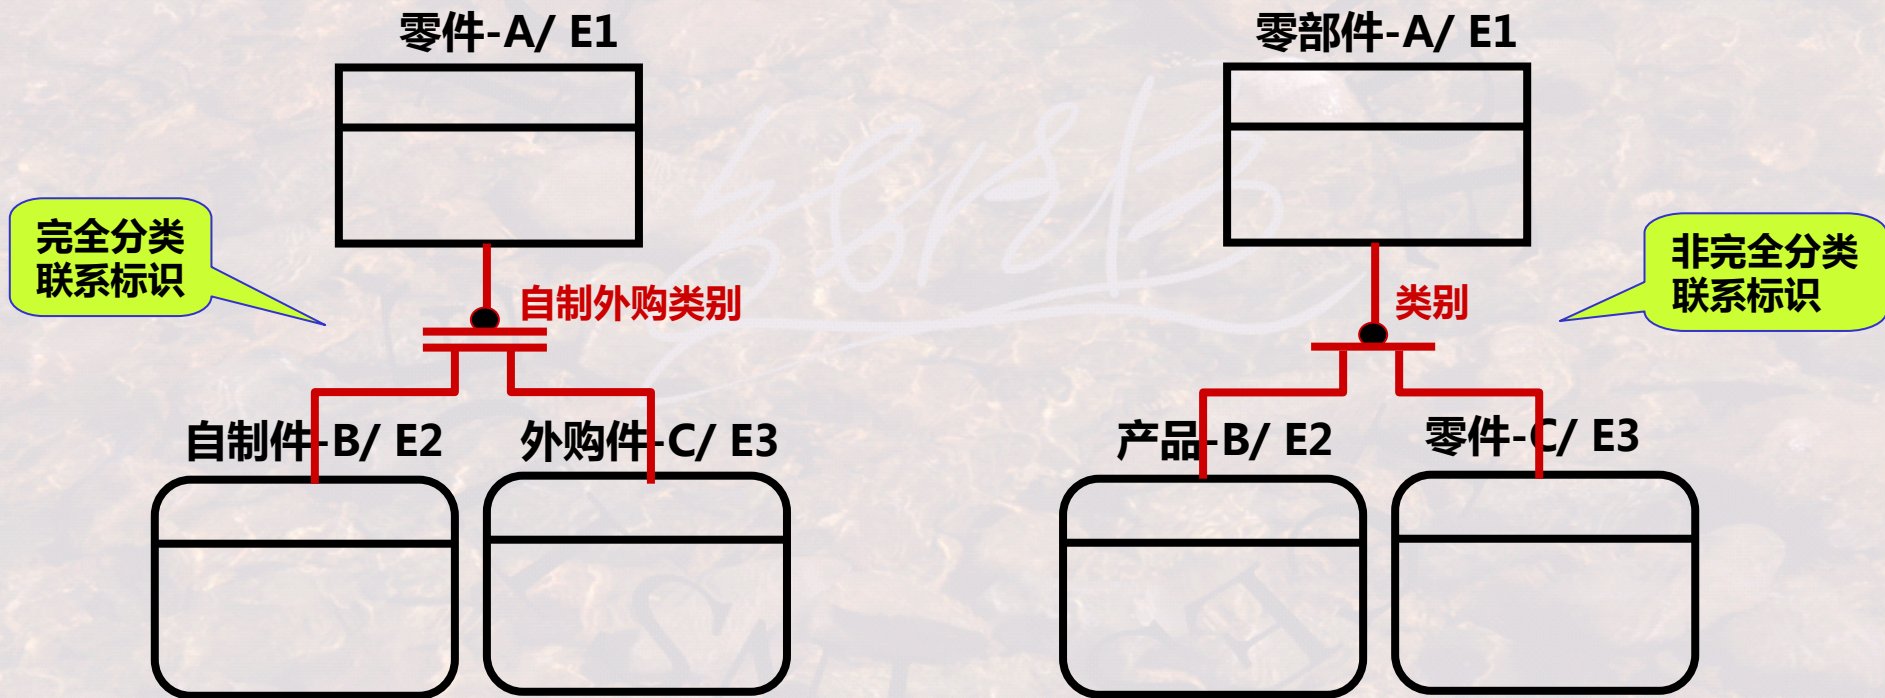 零件-A/ E1
零部件-A/ E1
完全分类
联系标识
自制外购类别
类别
非完全分类
联系标识
自制件-B/ E2
外购件-C/ E3
产品-B/ E2
零件-C/ E3